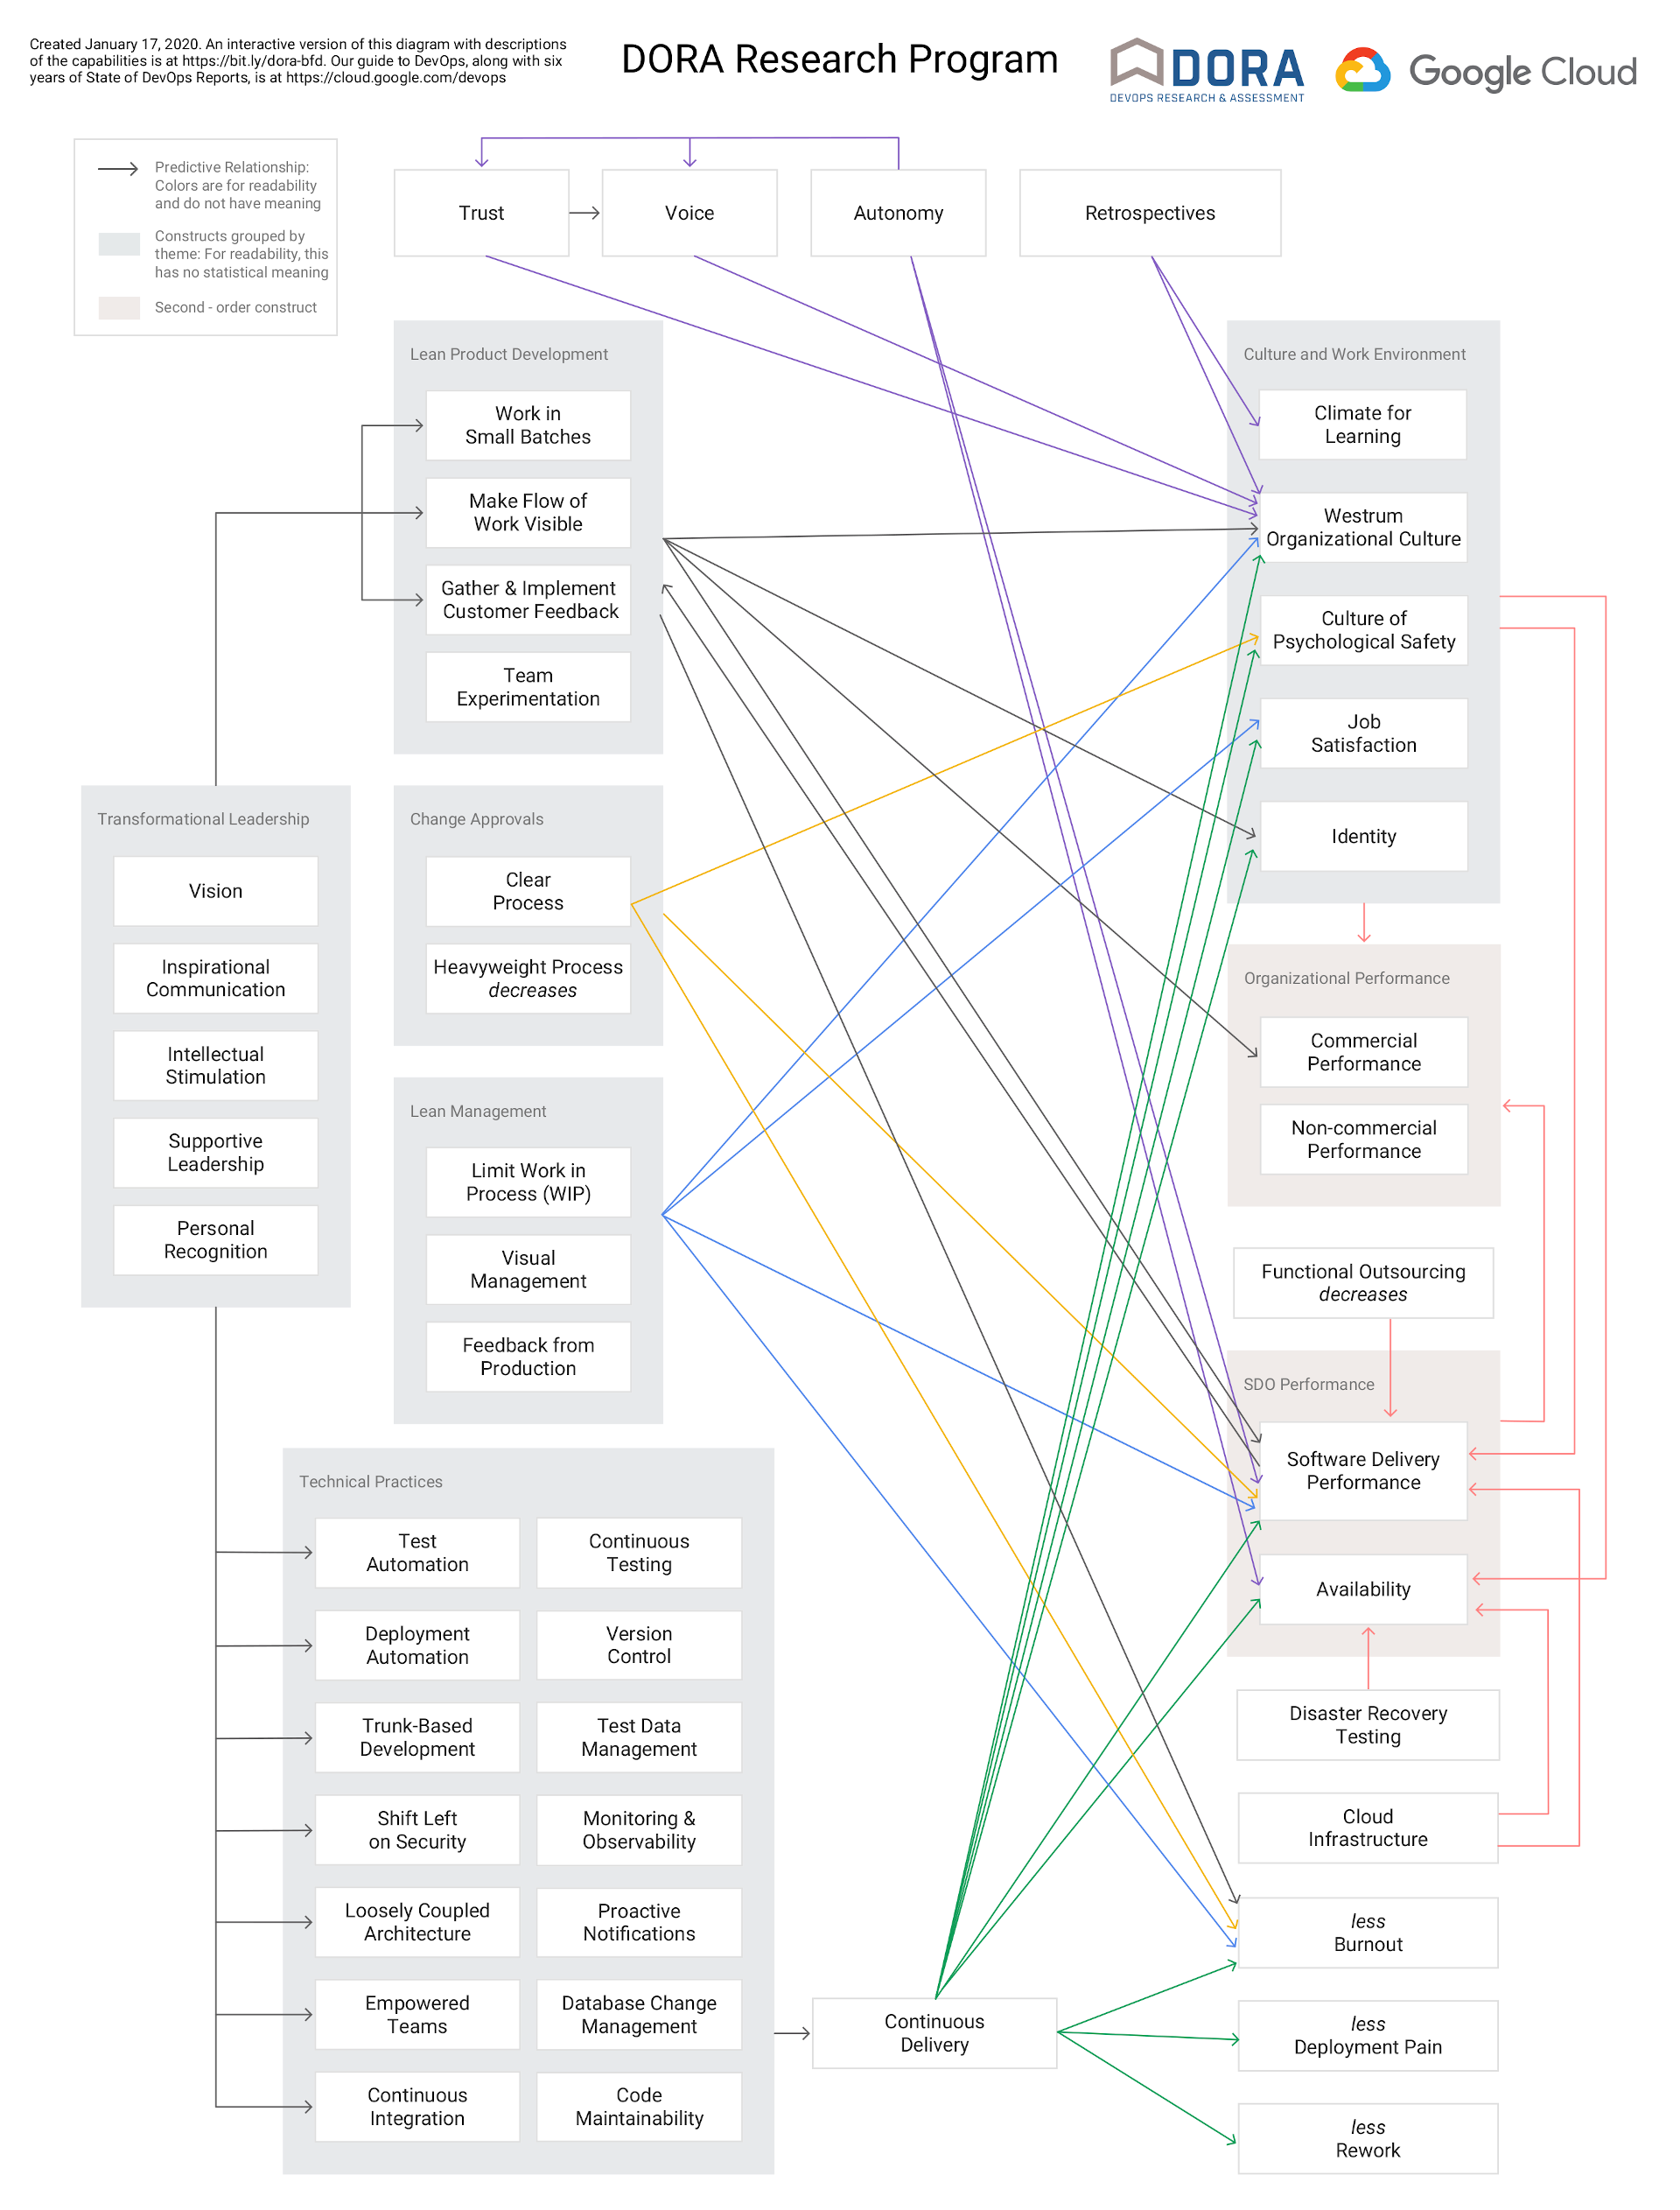 Created January 17, 2020. An interactive version of this diagram with descriptions
of the capabilities is at https://bit.ly/dora-bfd. Our guide to DevOps, along with six
years of State of DevOps Reports, is at https://cloud.google.com/devops
DORA Research Program
DORA
DEVOPS RESEARCH & ASSESSMENT
Google Cloud
Predictive Relationship:
Colors are for readability
and do not have meaning
Constructs grouped by
theme: For readability, this
has no statistical meaning
Second - order construct
Trust
Voice
Autonomy
Retrospectives
Lean Product Development
Work in
Small Batches
Make Flow of
Work Visible
Gather & Implement
Customer Feedback
Team
Experimentation
Culture and Work Environment
Climate for
Learning
Westrum
Organizational Culture
Culture of
Psychological Safety
Job
Satisfaction
Identity
Transformational Leadership
Vision
Inspirational
Communication
Intellectual
Stimulation
Supportive
Leadership
Personal
Recognition
Change Approvals
Clear
Process
Heavyweight Process
decreases
Organizational Performance
Commercial
Performance
Non-commercial
Performance
Lean Management
Limit Work in
Process (WIP)
Visual
Management
Feedback from
Production
Functional Outsourcing
decreases
SDO Performance
Software Delivery
Performance
Availability
Technical Practices
Test
Automation
Continuous
Testing
Deployment
Automation
Version
Control
Trunk-Based
Development
Test Data
Management
Shift Left
on Security
Monitoring &
Observability
Loosely Coupled
Architecture
Proactive
Notifications
Empowered
Teams
Database Change
Management
Continuous
Integration
Code
Maintainability
Continuous
Delivery
Disaster Recovery
Testing
Cloud
Infrastructure
less
Burnout
less
Deployment Pain
less
Rework